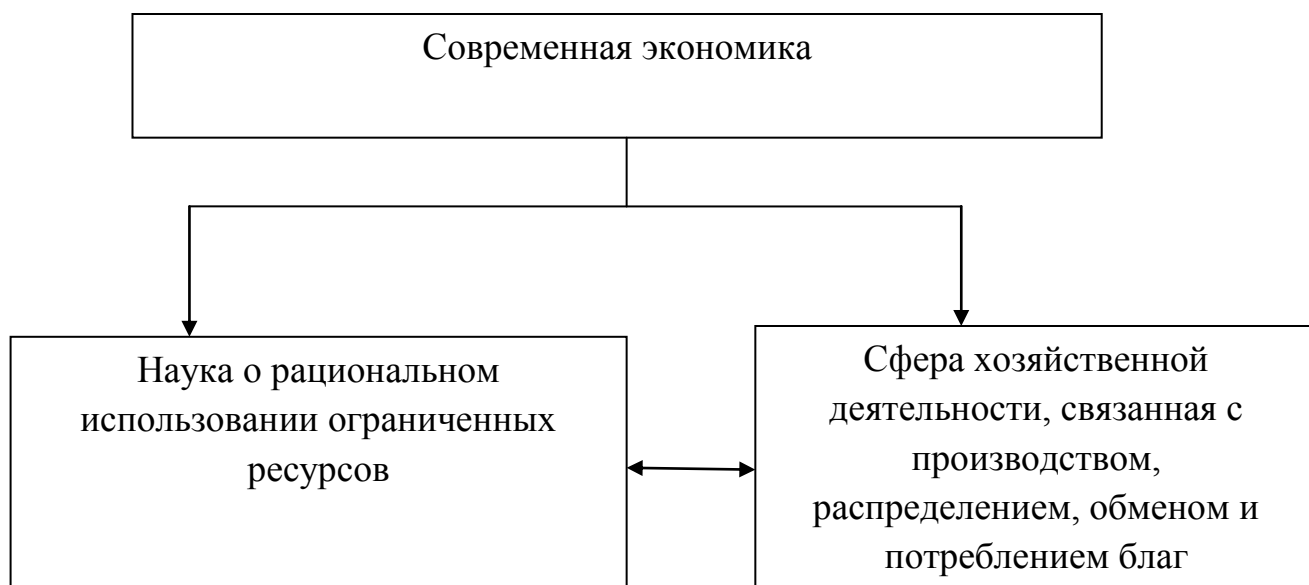 Современная экономика
Наука о рациональном
использовании ограниченных
ресурсов
Сфера хозяйственной
деятельности, связанная с
производством,
распределением, обменом и
потреблением благ